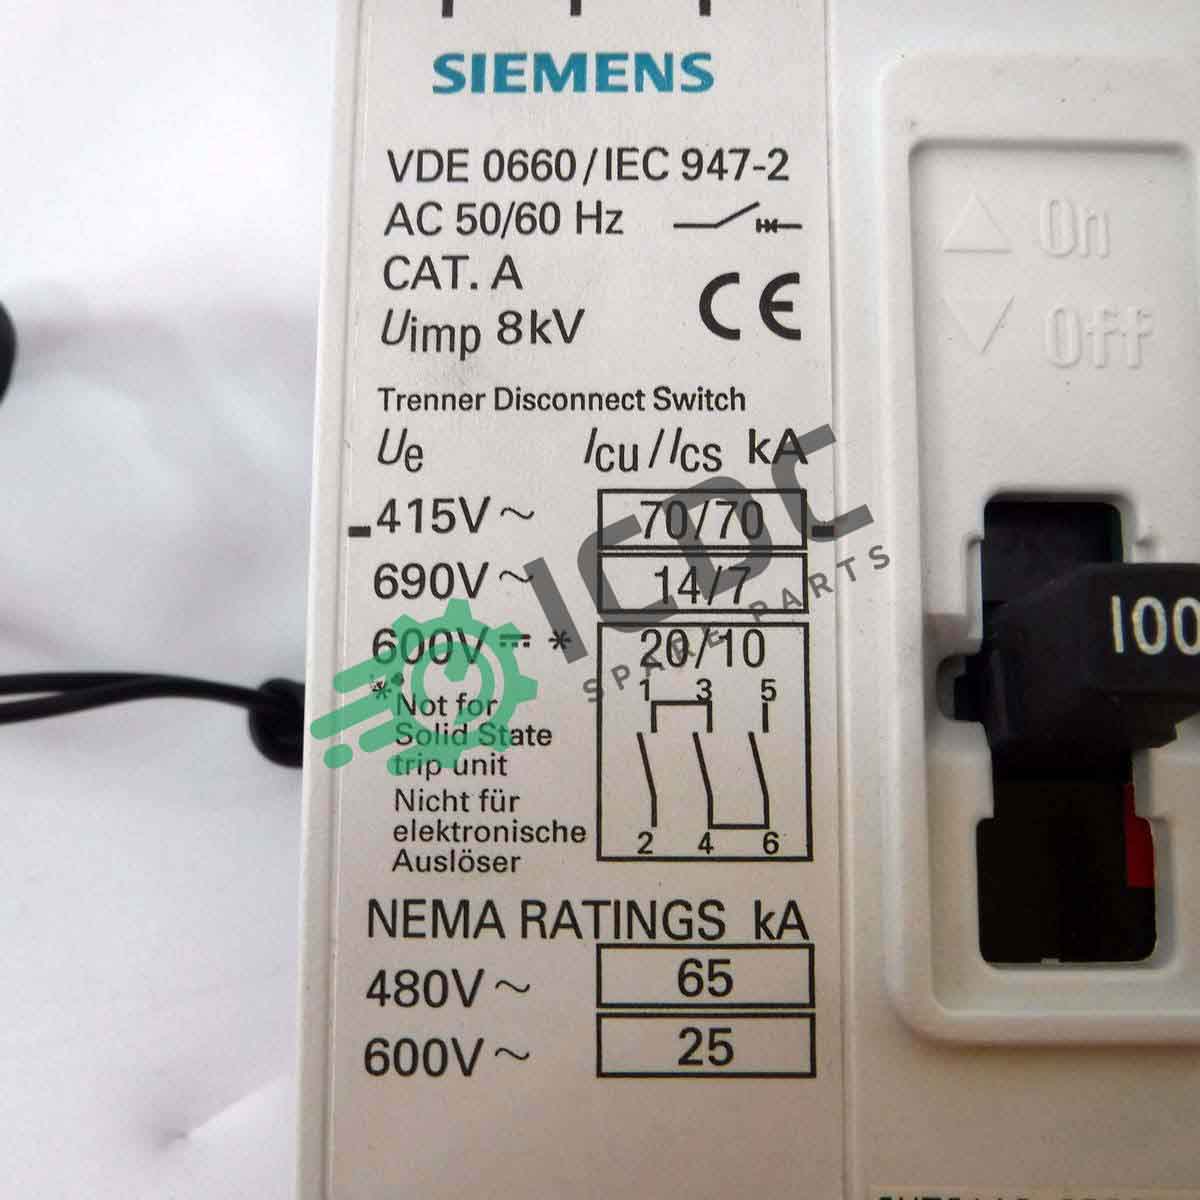 SIEMENS
VDE 0660/IEC 947-2
AC 50/60 Hz
CAT. A
Uimp 8kV
CE
Trenner Disconnect Switch
Ue Icu//Ics kA
415V~ 70/70
690V~ 14/7
600V⎓* 20/10
* Not for
Solid State
trip unit
Nicht für
elektronische
Auslöser
1 3 5
2 4 6
NEMA RATINGS kA
480V~ 65
600V~ 25
On
Off
100
ICDC
SPARE PARTS